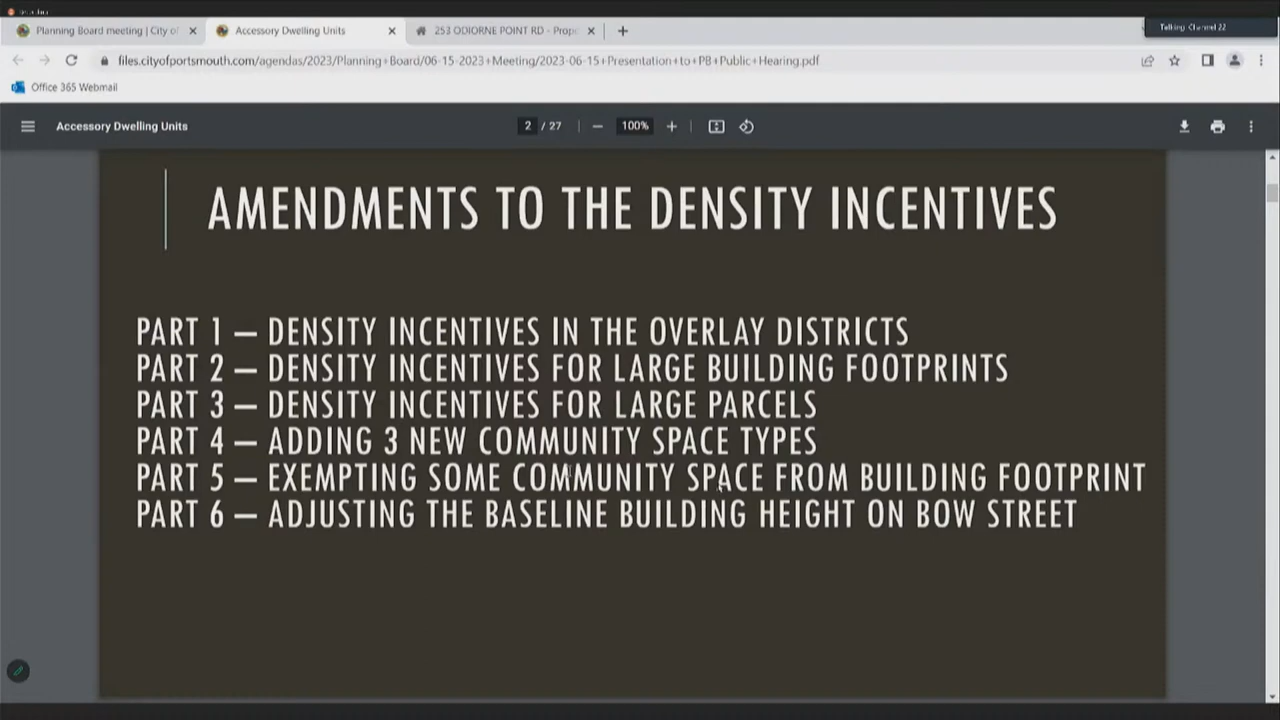 Planning Board meeting | City of
Accessory Dwelling Units
253 ODIORNE POINT RD - Prop
Talking: Channel 22
files.cityofportsmouth.com/agendas/2023/Planning+Board/06-15-2023+Meeting/2023-06-15+Presentation+to+PB+Public+Hearing.pdf
Office 365 Webmail
Accessory Dwelling Units
2 / 27
100%
AMENDMENTS TO THE DENSITY INCENTIVES
PART 1 – DENSITY INCENTIVES IN THE OVERLAY DISTRICTS
PART 2 – DENSITY INCENTIVES FOR LARGE BUILDING FOOTPRINTS
PART 3 – DENSITY INCENTIVES FOR LARGE PARCELS
PART 4 – ADDING 3 NEW COMMUNITY SPACE TYPES
PART 5 – EXEMPTING SOME COMMUNITY SPACE FROM BUILDING FOOTPRINT
PART 6 – ADJUSTING THE BASELINE BUILDING HEIGHT ON BOW STREET